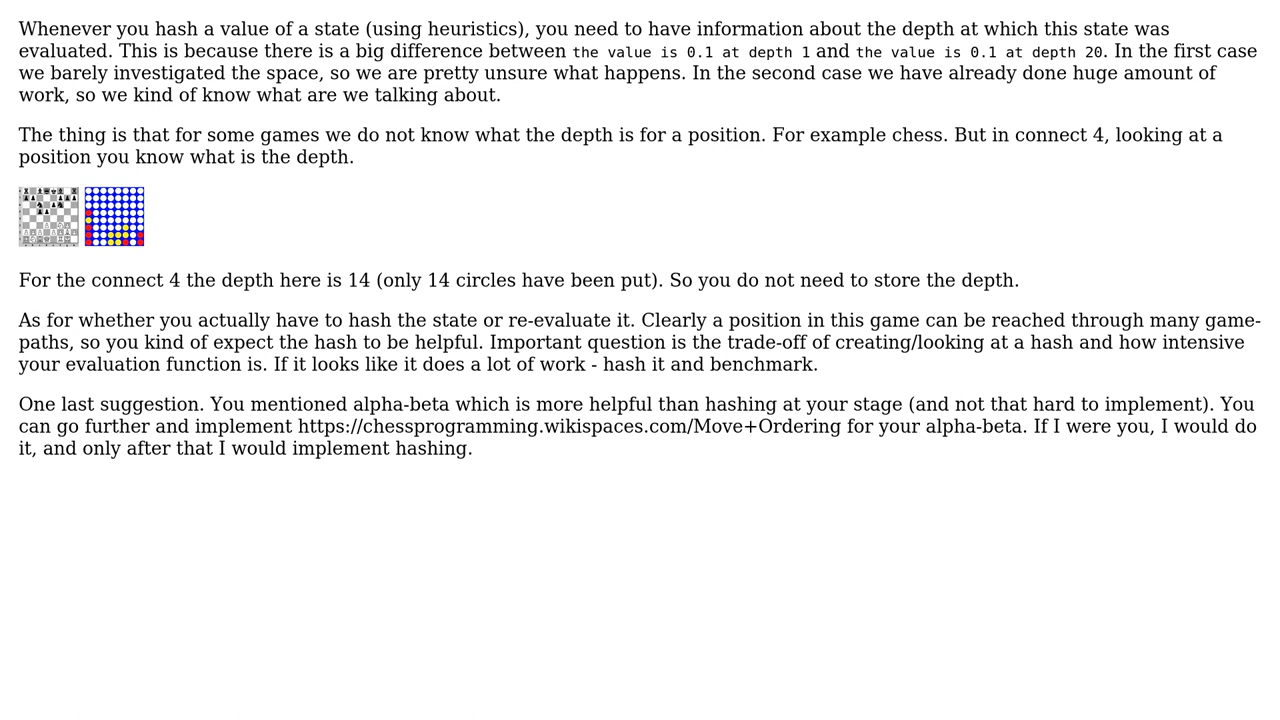 Whenever you hash a value of a state (using heuristics), you need to have information about the depth at which this state was
evaluated. This is because there is a big difference between the value is 0.1 at depth 1 and the value is 0.1 at depth 20. In the first case
we barely investigated the space, so we are pretty unsure what happens. In the second case we have already done huge amount of
work, so we kind of know what are we talking about.
The thing is that for some games we do not know what the depth is for a position. For example chess. But in connect 4, looking at a
position you know what is the depth.
For the connect 4 the depth here is 14 (only 14 circles have been put). So you do not need to store the depth.
As for whether you actually have to hash the state or re-evaluate it. Clearly a position in this game can be reached through many game-
paths, so you kind of expect the hash to be helpful. Important question is the trade-off of creating/looking at a hash and how intensive
your evaluation function is. If it looks like it does a lot of work - hash it and benchmark.
One last suggestion. You mentioned alpha-beta which is more helpful than hashing at your stage (and not that hard to implement). You
can go further and implement https://chessprogramming.wikispaces.com/Move+Ordering for your alpha-beta. If I were you, I would do
it, and only after that I would implement hashing.